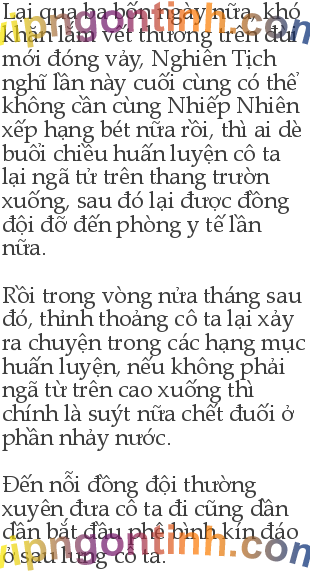 Lại qua ba bốn ngày nữa, khó
khăn lắm vết thương trên đùi
mới đóng vảy, Nghiên Tịch
nghĩ lần này cuối cùng có thể
không cần cùng Nhiếp Nhiên
xếp hạng bét nữa rồi, thì ai dè
buổi chiều huấn luyện cô ta
lại ngã tử trên thang trườn
xuống, sau đó lại được đồng
đội đỡ đến phòng y tế lần
nữa.
Rồi trong vòng nửa tháng sau
đó, thỉnh thoảng cô ta lại xảy
ra chuyện trong các hạng mục
huấn luyện, nếu không phải
ngã từ trên cao xuống thì
chính là suýt nữa chết đuối ở
phần nhảy nước.
Đến nỗi đồng đội thường
xuyên đưa cô ta đi cũng dần
dần bắt đầu phê bình kín đáo
ở sau lưng cô ta.